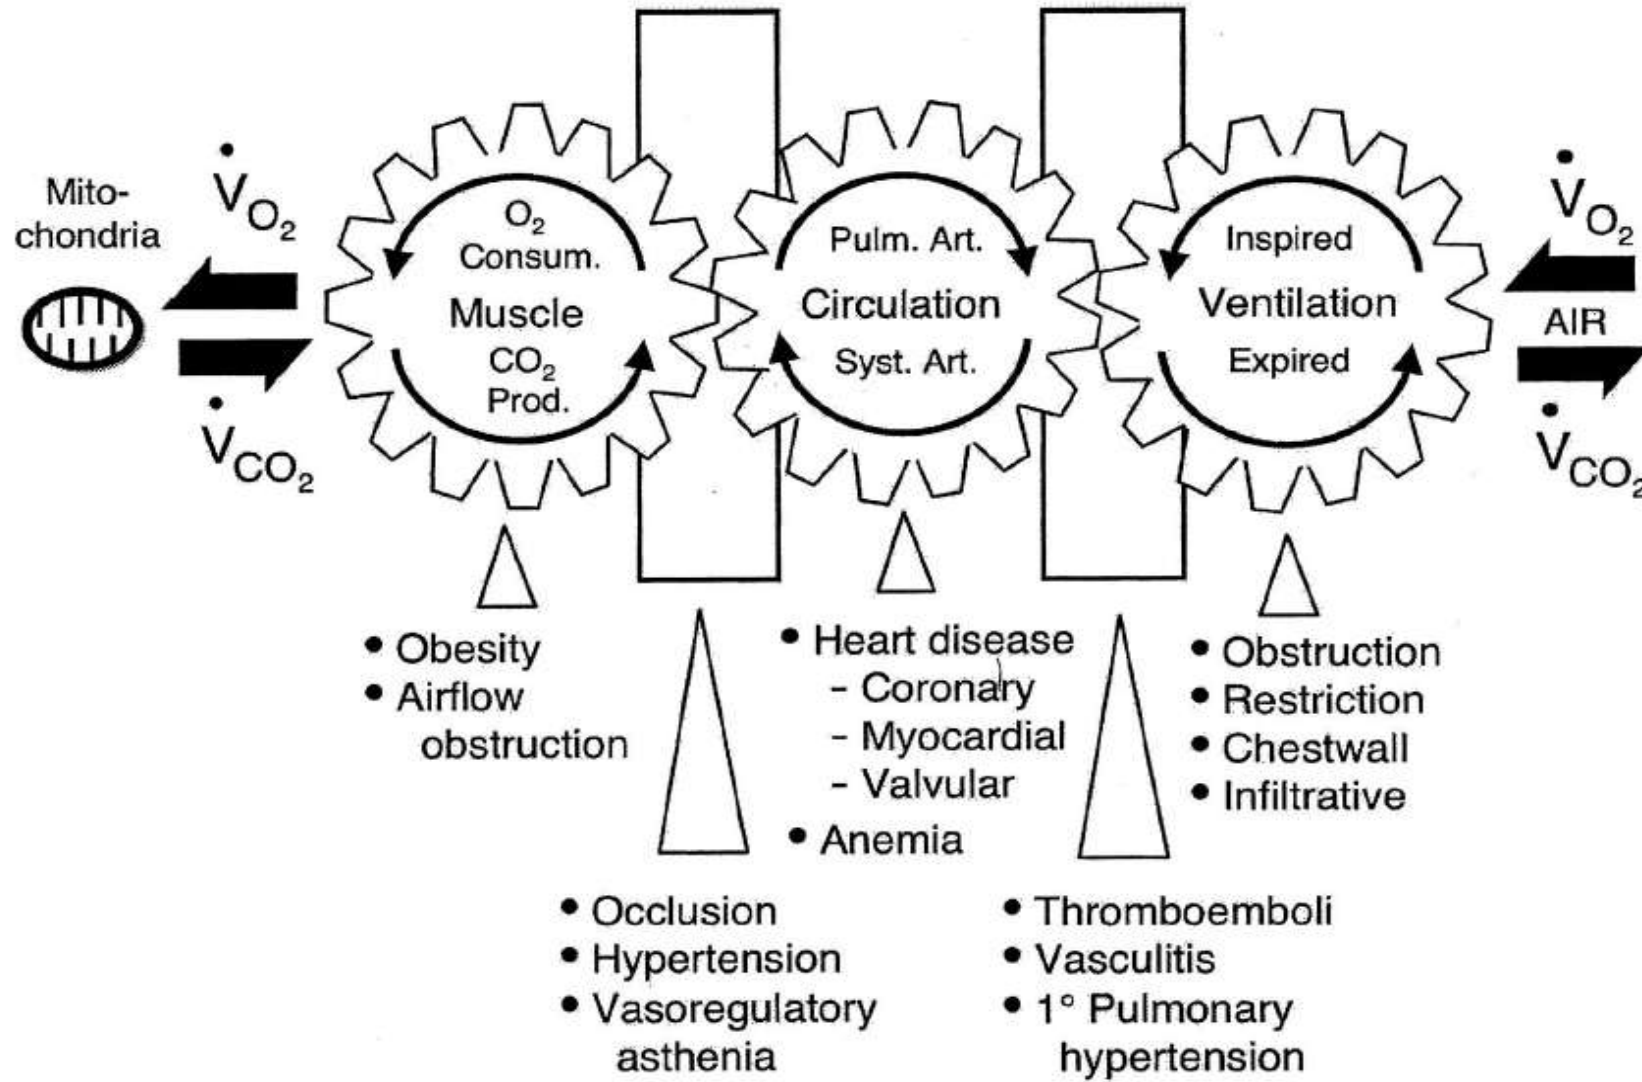 Mito-
chondria
V̇O₂
V̇CO₂
O₂
Consum.
Muscle
CO₂
Prod.
Pulm. Art.
Circulation
Syst. Art.
Inspired
Ventilation
Expired
V̇O₂
AIR
V̇CO₂
• Obesity
• Airflow
obstruction
• Occlusion
• Hypertension
• Vasoregulatory
asthenia
• Heart disease
- Coronary
- Myocardial
- Valvular
• Anemia
• Thromboemboli
• Vasculitis
• 1° Pulmonary
hypertension
• Obstruction
• Restriction
• Chestwall
• Infiltrative